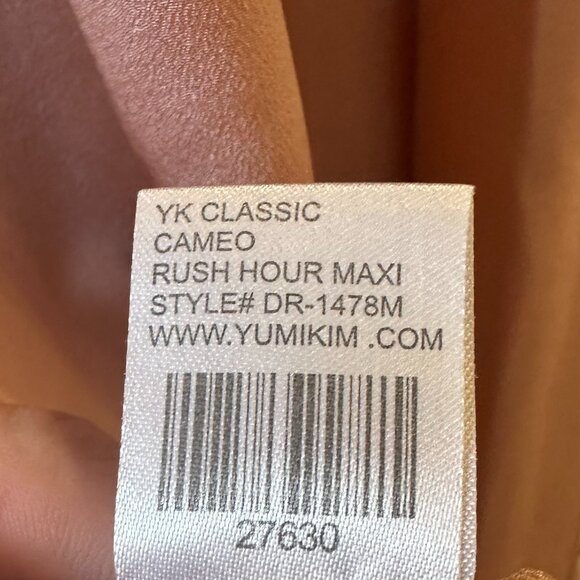 YK CLASSIC
CAMEO
RUSH HOUR MAXI
STYLE# DR-1478M
WWW.YUMIKIM .COM
27630